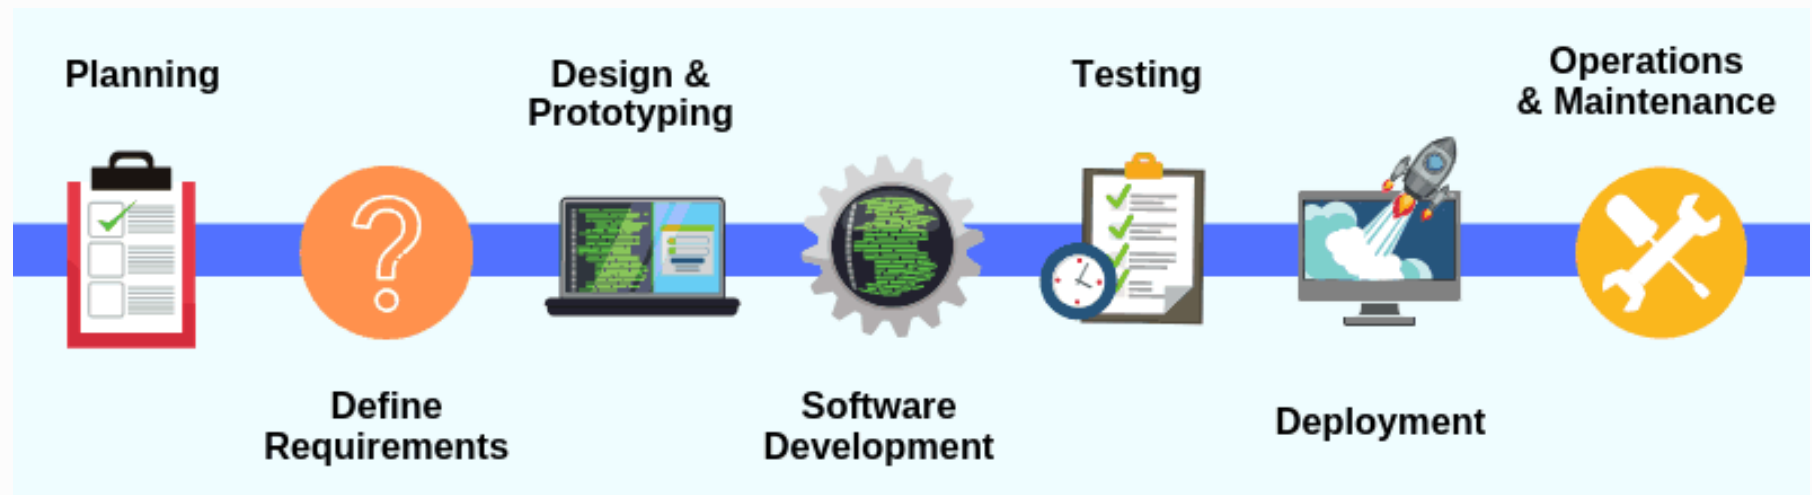 Planning
Define
Requirements
Design &
Prototyping
Software
Development
Testing
Deployment
Operations
& Maintenance